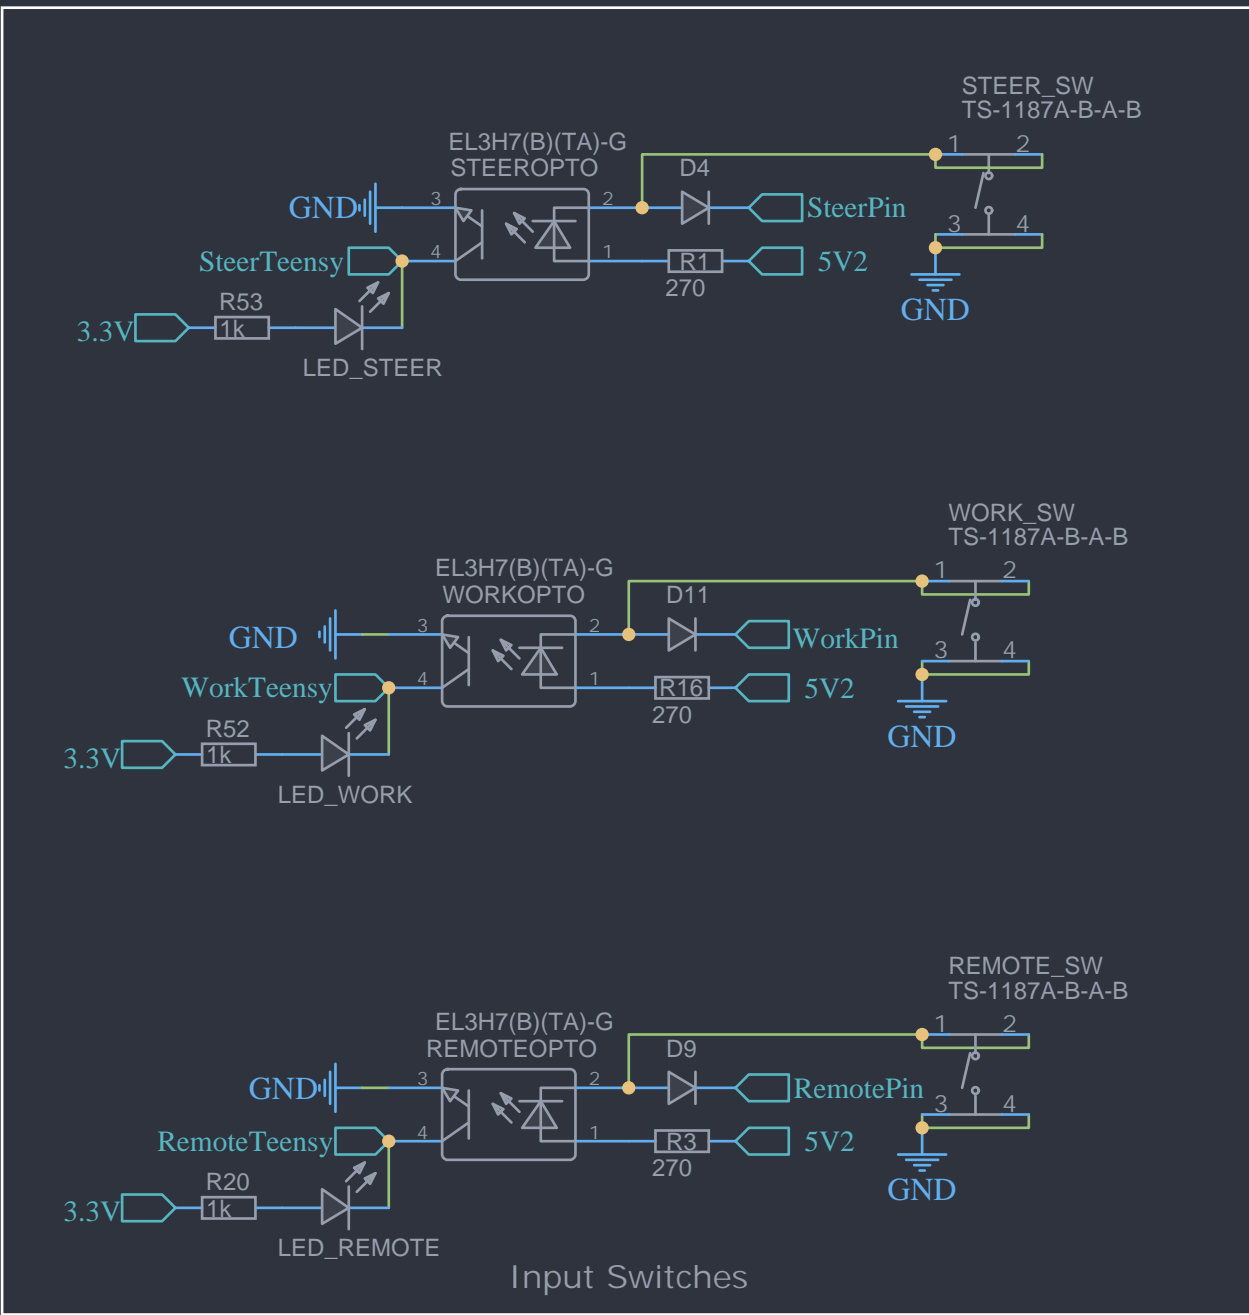 STEER_SW
TS-1187A-B-A-B
1 2
EL3H7(B)(TA)-G
STEEROPTO
D4
GND
3
2
SteerPin
3 4
SteerTeensy
4
1
R1
5V2
270
GND
R53
3.3V
1k
LED_STEER
WORK_SW
TS-1187A-B-A-B
1 2
EL3H7(B)(TA)-G
WORKOPTO
D11
GND
3
2
WorkPin
3 4
WorkTeensy
4
1
R16
5V2
270
GND
R52
3.3V
1k
LED_WORK
REMOTE_SW
TS-1187A-B-A-B
1 2
EL3H7(B)(TA)-G
REMOTEOPTO
D9
GND
3
2
RemotePin
3 4
RemoteTeensy
4
1
R3
5V2
270
GND
R20
3.3V
1k
LED_REMOTE
Input Switches